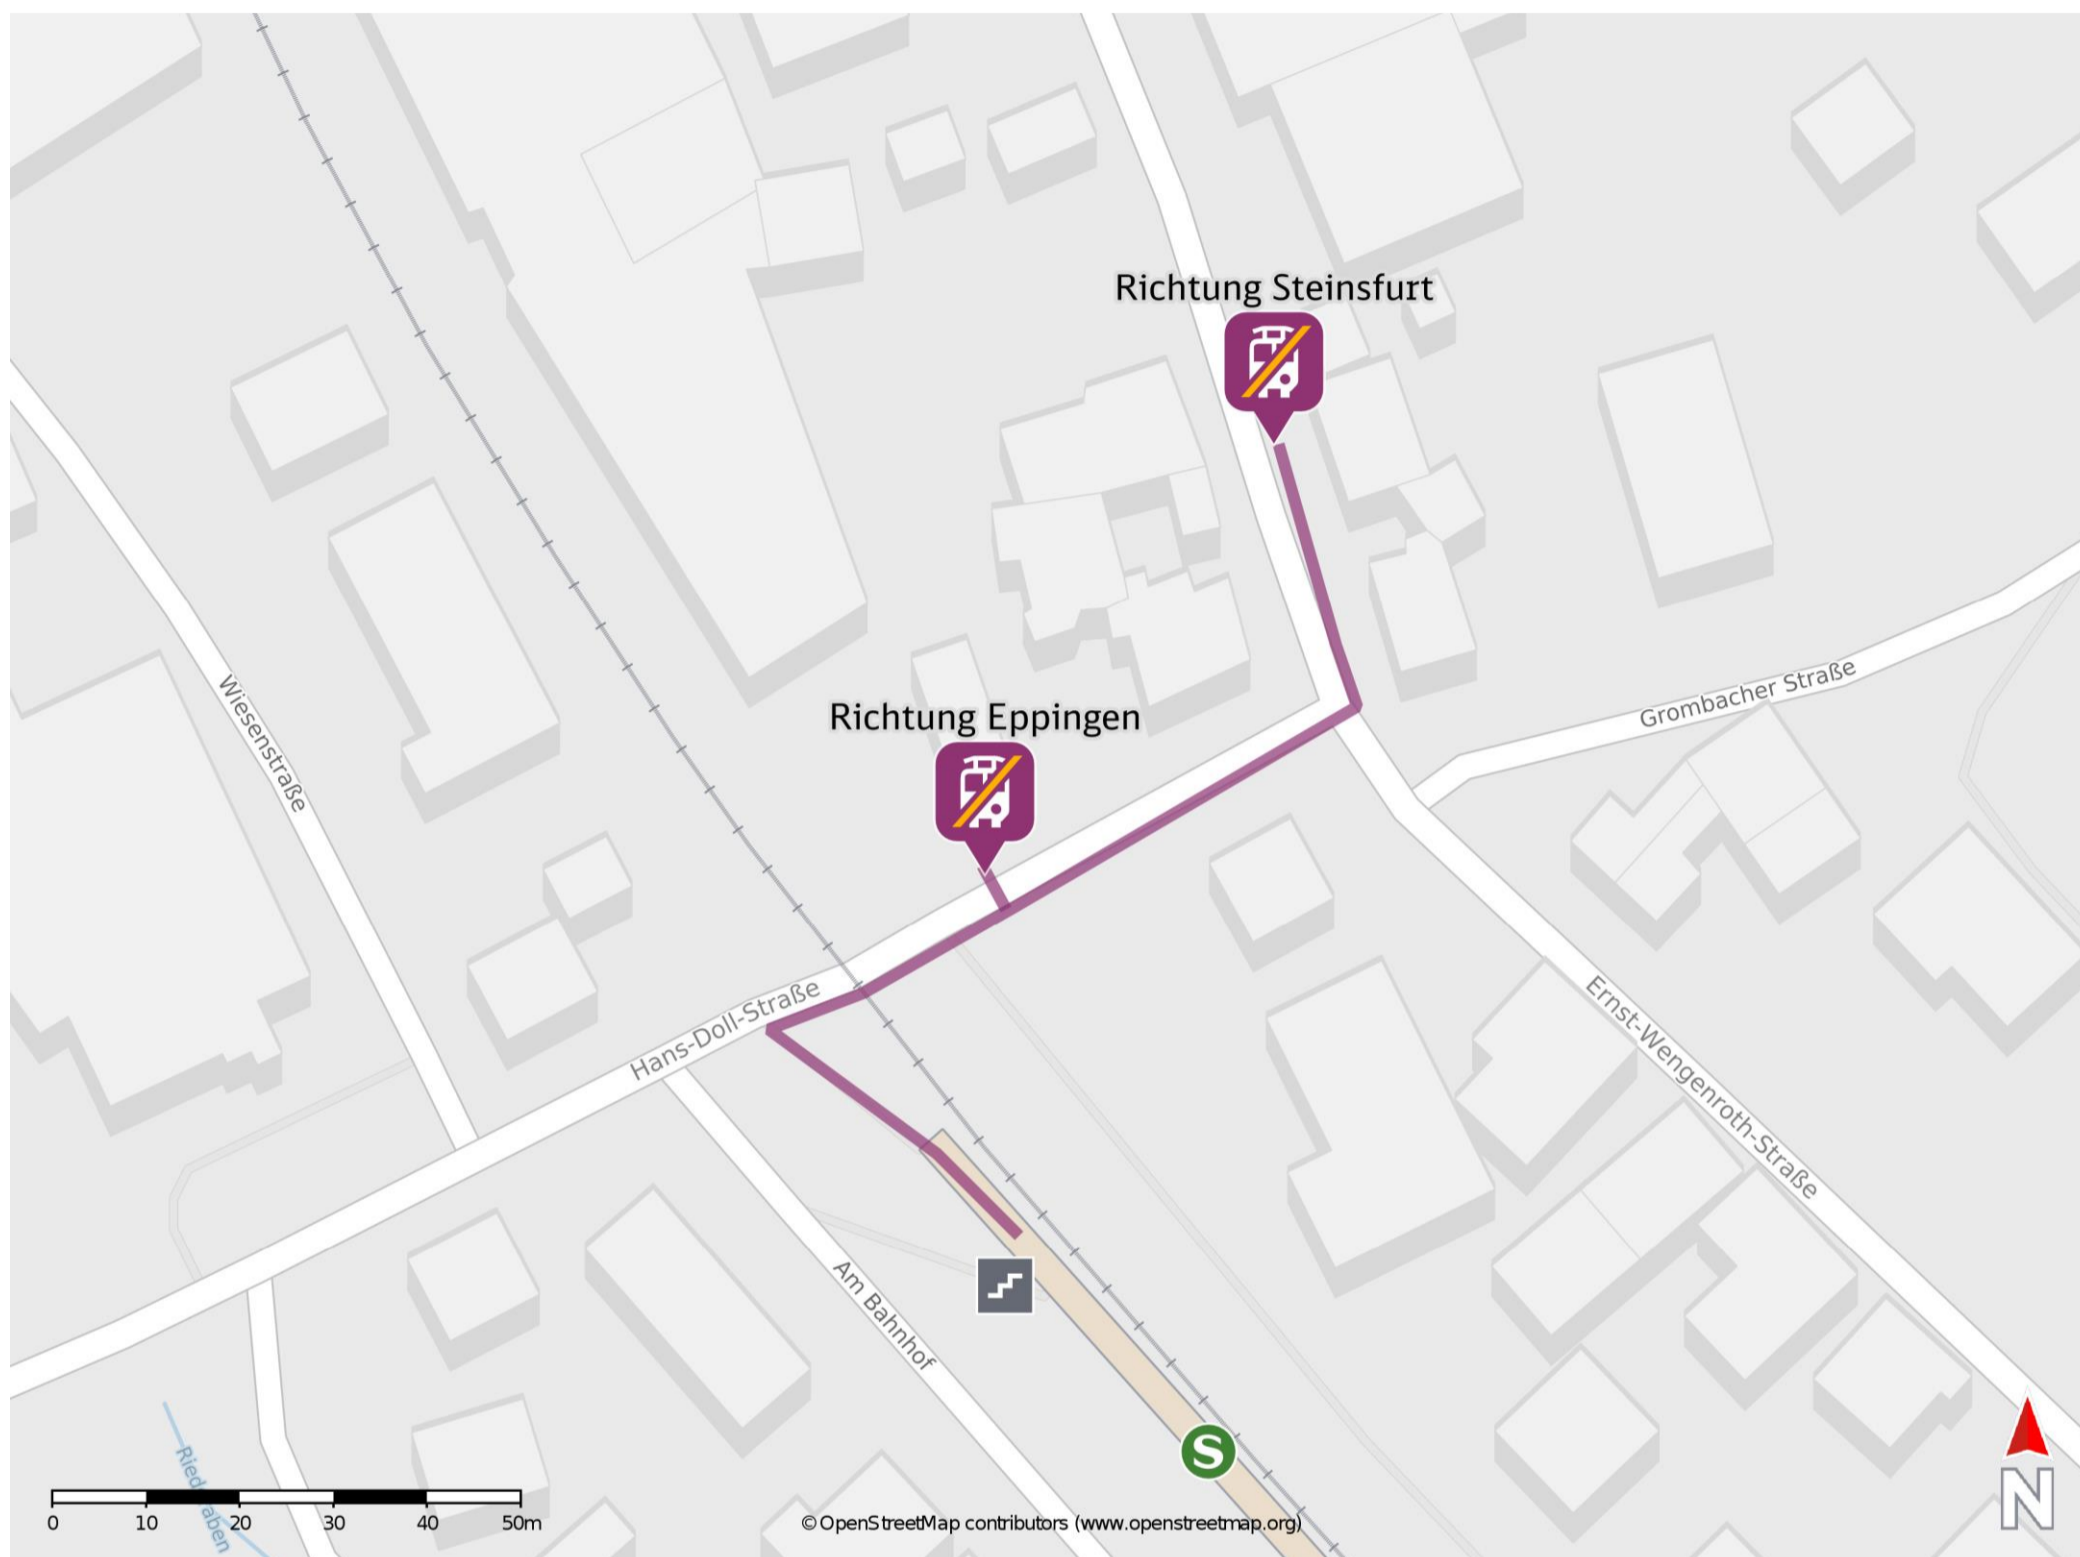 Richtung Steinsfurt
Richtung Eppingen
Grombacher Straße
Wiesenstraße
Hans-Doll-Straße
Ernst-Wengenroth-Straße
Am Bahnhof
S
0 10 20 30 40 50m
© OpenStreetMap contributors (www.openstreetmap.org)
N